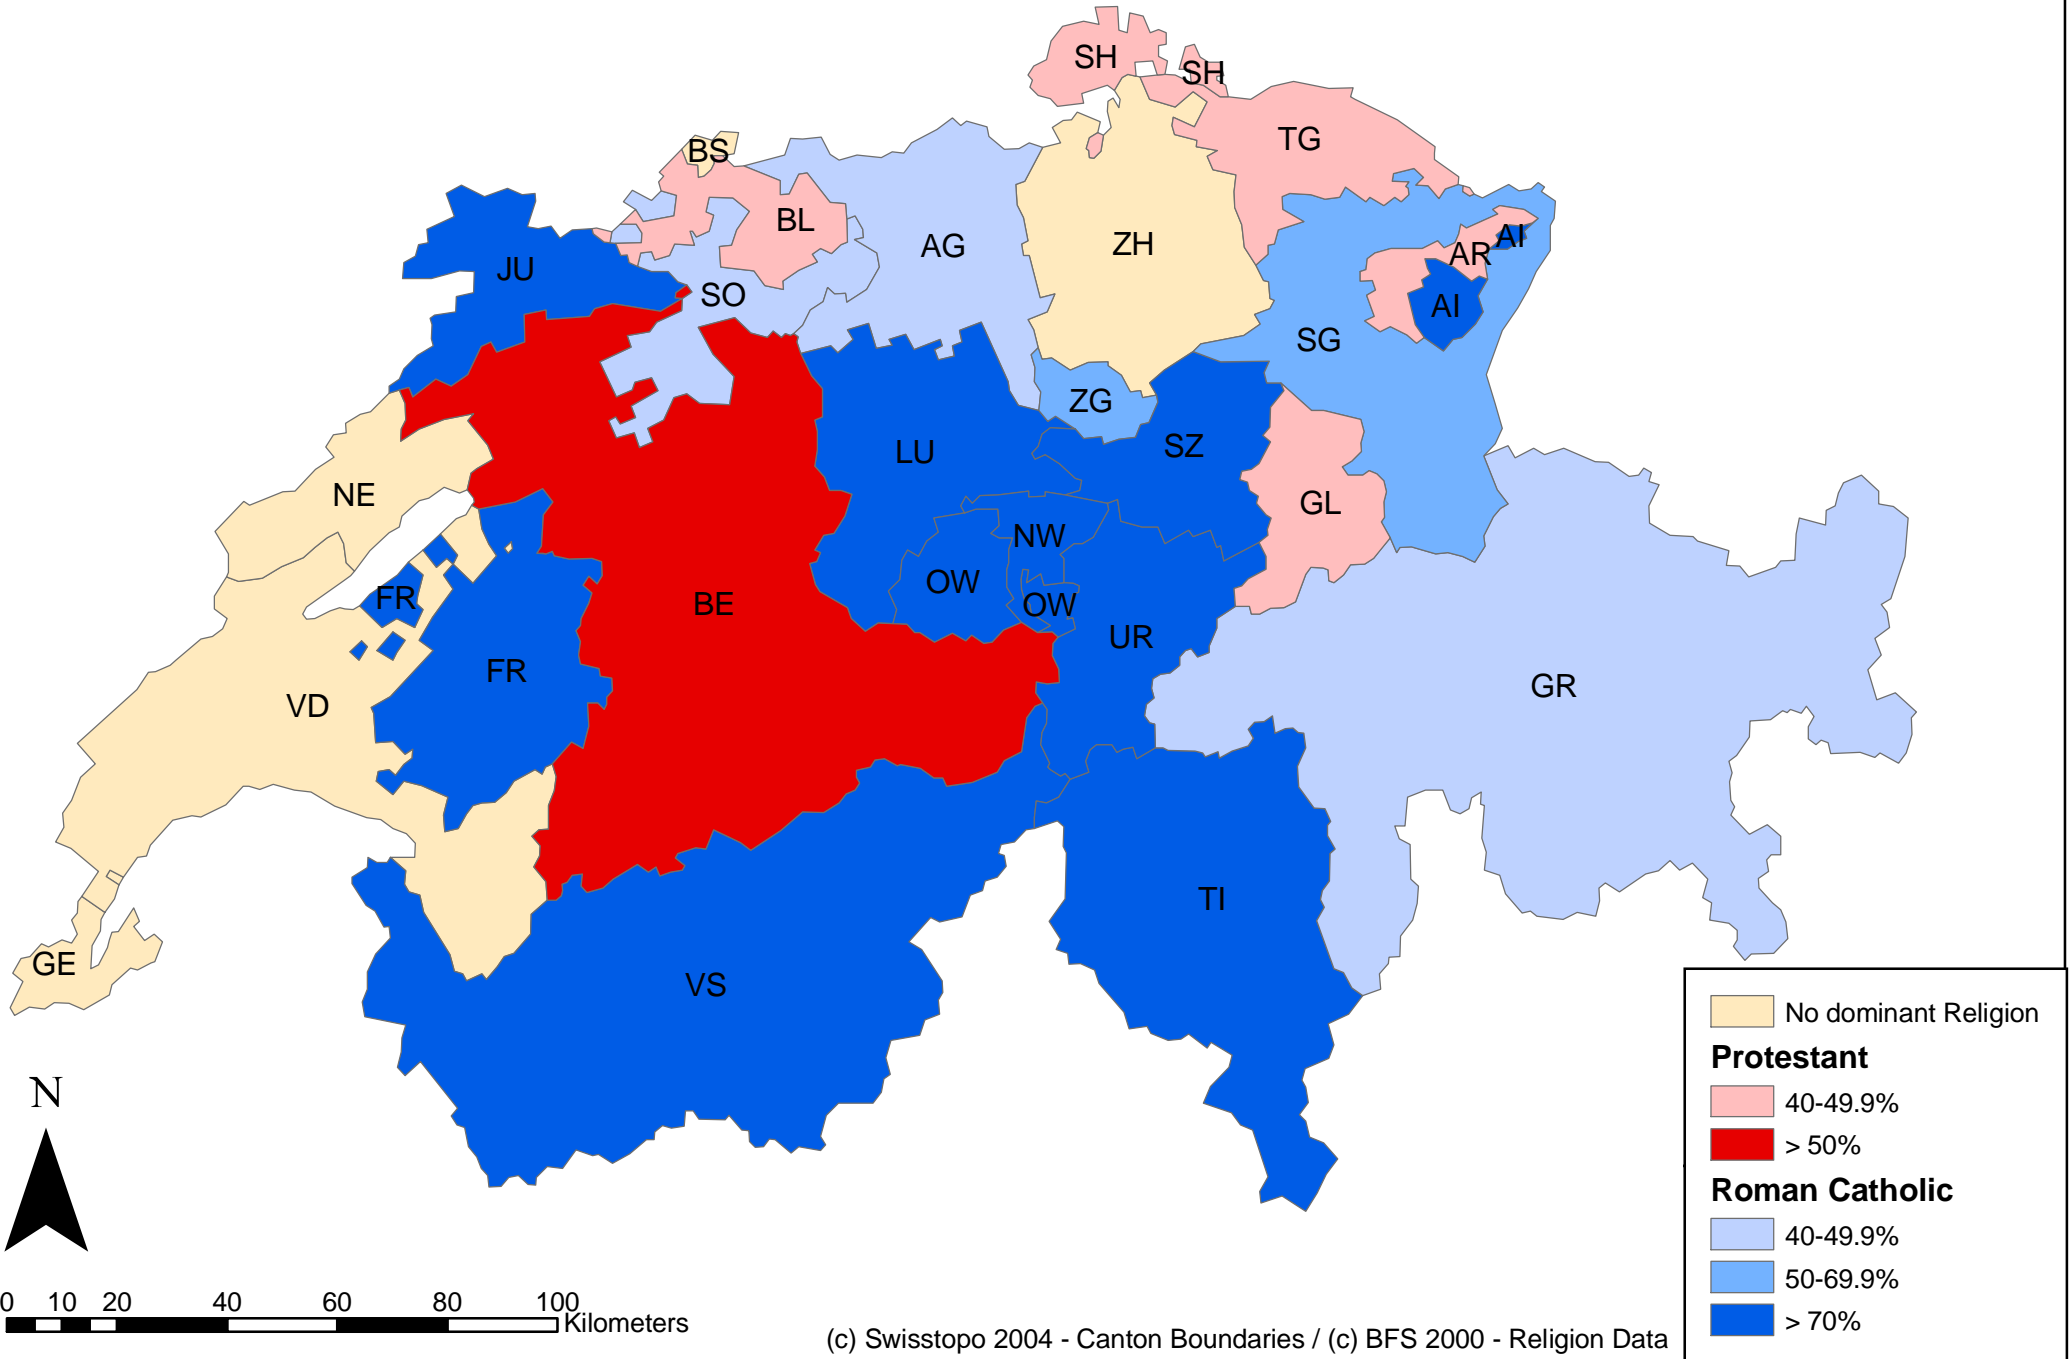 SH
SH
TG
BS
BL
AG
ZH
AR
AI
JU
SO
AI
SG
ZG
LU
SZ
NE
GL
NW
OW
FR
BE
OW
UR
FR
VD
GR
TI
GE
VS
N
0 10 20 40 60 80 100
Kilometers
(c) Swisstopo 2004 - Canton Boundaries / (c) BFS 2000 - Religion Data
No dominant Religion
Protestant
40-49.9%
> 50%
Roman Catholic
40-49.9%
50-69.9%
> 70%